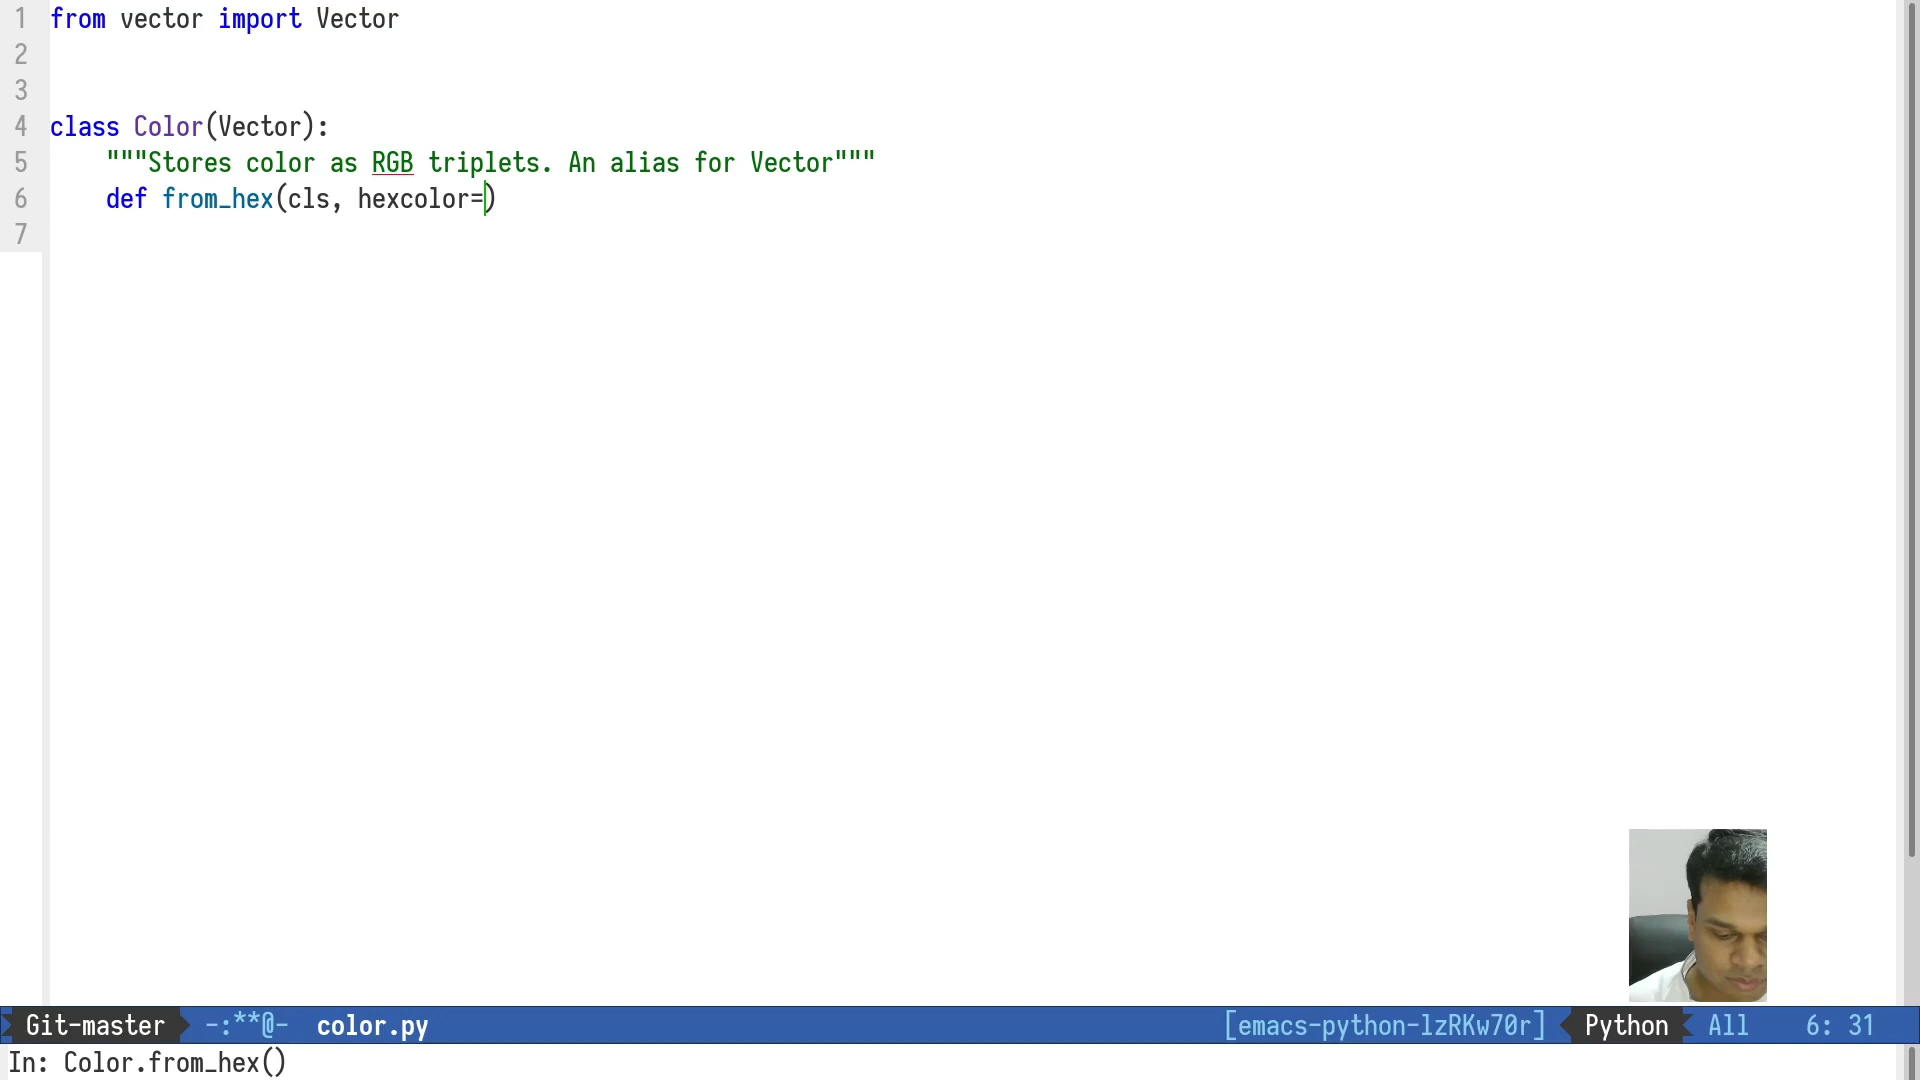 1 from vector import Vector
2
3
4 class Color(Vector):
5 """Stores color as RGB triplets. An alias for Vector"""
6 def from_hex(cls, hexcolor=)
7
Git-master -:**@- color.py [emacs-python-lzRKw70r] Python All 6: 31
In: Color.from_hex()